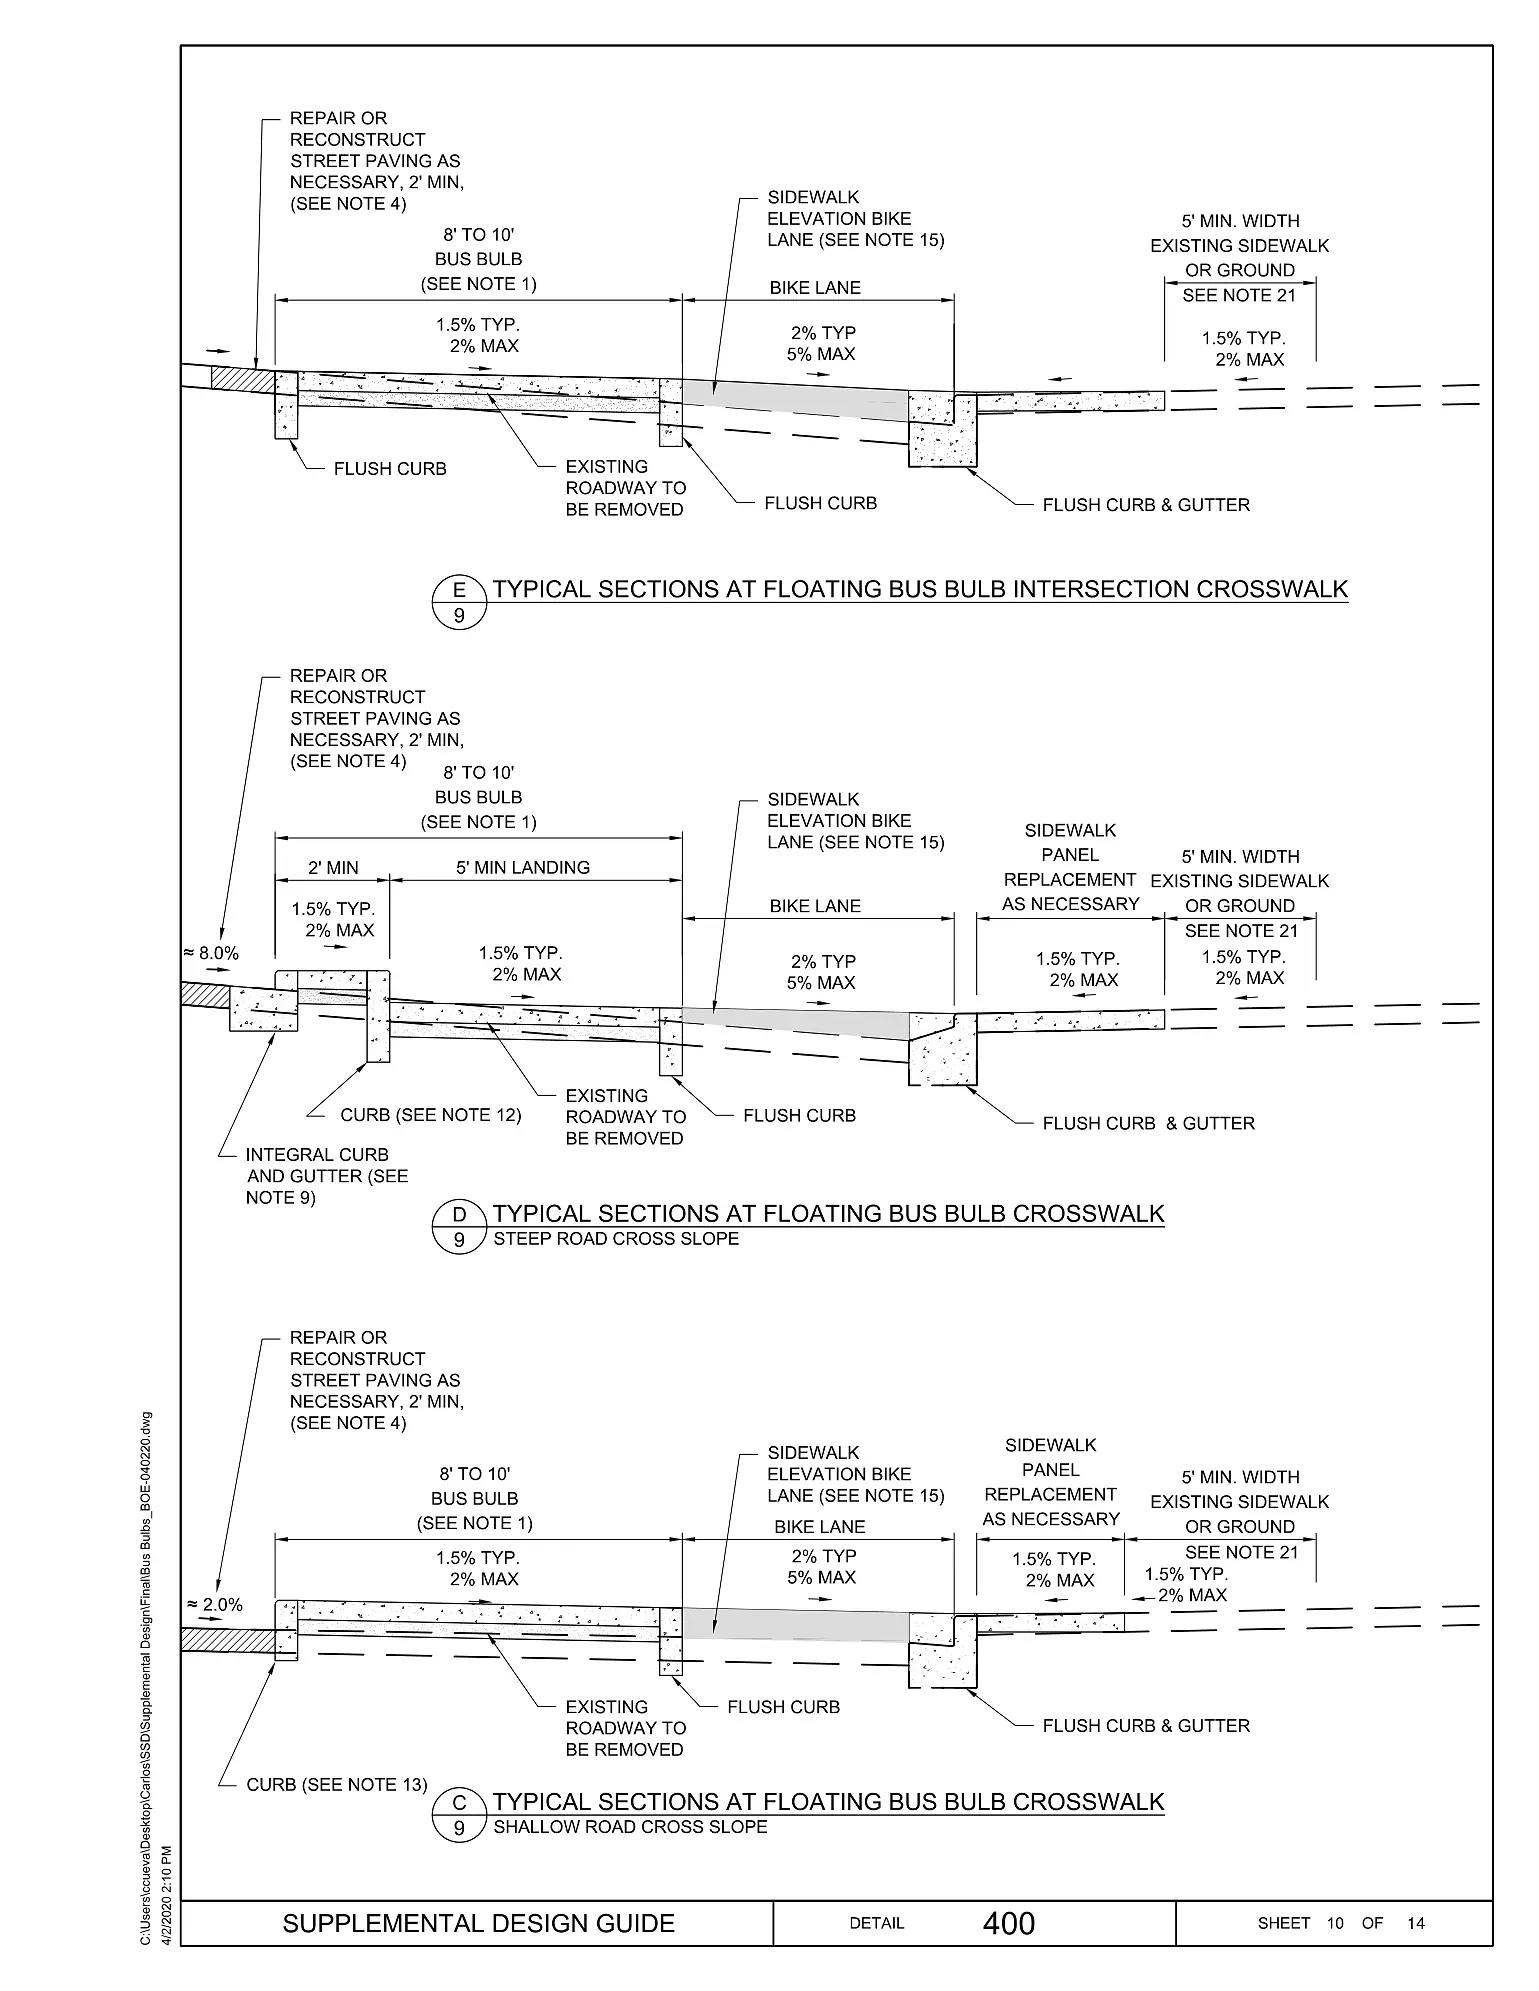 REPAIR OR
RECONSTRUCT
STREET PAVING AS
NECESSARY, 2' MIN,
(SEE NOTE 4)
8' TO 10'
BUS BULB
(SEE NOTE 1)
1.5% TYP.
2% MAX
SIDEWALK
ELEVATION BIKE
LANE (SEE NOTE 15)
BIKE LANE
2% TYP
5% MAX
5' MIN. WIDTH
EXISTING SIDEWALK
OR GROUND
SEE NOTE 21
1.5% TYP.
2% MAX
FLUSH CURB
EXISTING
ROADWAY TO
BE REMOVED
FLUSH CURB
FLUSH CURB & GUTTER
E
9
TYPICAL SECTIONS AT FLOATING BUS BULB INTERSECTION CROSSWALK
REPAIR OR
RECONSTRUCT
STREET PAVING AS
NECESSARY, 2' MIN,
(SEE NOTE 4)
8' TO 10'
BUS BULB
(SEE NOTE 1)
2' MIN
5' MIN LANDING
1.5% TYP.
2% MAX
≈ 8.0%
1.5% TYP.
2% MAX
SIDEWALK
ELEVATION BIKE
LANE (SEE NOTE 15)
BIKE LANE
2% TYP
5% MAX
SIDEWALK
PANEL
REPLACEMENT
AS NECESSARY
1.5% TYP.
2% MAX
5' MIN. WIDTH
EXISTING SIDEWALK
OR GROUND
SEE NOTE 21
1.5% TYP.
2% MAX
CURB (SEE NOTE 12)
INTEGRAL CURB
AND GUTTER (SEE
NOTE 9)
EXISTING
ROADWAY TO
BE REMOVED
FLUSH CURB
FLUSH CURB & GUTTER
D
9
TYPICAL SECTIONS AT FLOATING BUS BULB CROSSWALK
STEEP ROAD CROSS SLOPE
REPAIR OR
RECONSTRUCT
STREET PAVING AS
NECESSARY, 2' MIN,
(SEE NOTE 4)
8' TO 10'
BUS BULB
(SEE NOTE 1)
1.5% TYP.
2% MAX
≈ 2.0%
SIDEWALK
ELEVATION BIKE
LANE (SEE NOTE 15)
BIKE LANE
2% TYP
5% MAX
SIDEWALK
PANEL
REPLACEMENT
AS NECESSARY
1.5% TYP.
2% MAX
5' MIN. WIDTH
EXISTING SIDEWALK
OR GROUND
SEE NOTE 21
1.5% TYP.
2% MAX
EXISTING
ROADWAY TO
BE REMOVED
FLUSH CURB
FLUSH CURB & GUTTER
CURB (SEE NOTE 13)
C
9
TYPICAL SECTIONS AT FLOATING BUS BULB CROSSWALK
SHALLOW ROAD CROSS SLOPE
C:\Users\ccueva\Desktop\Carlos\SSD\Supplemental Design\Final\Bus Bulbs_BOE-040220.dwg
4/2/2020 2:10 PM
SUPPLEMENTAL DESIGN GUIDE
DETAIL 400
SHEET 10 OF 14